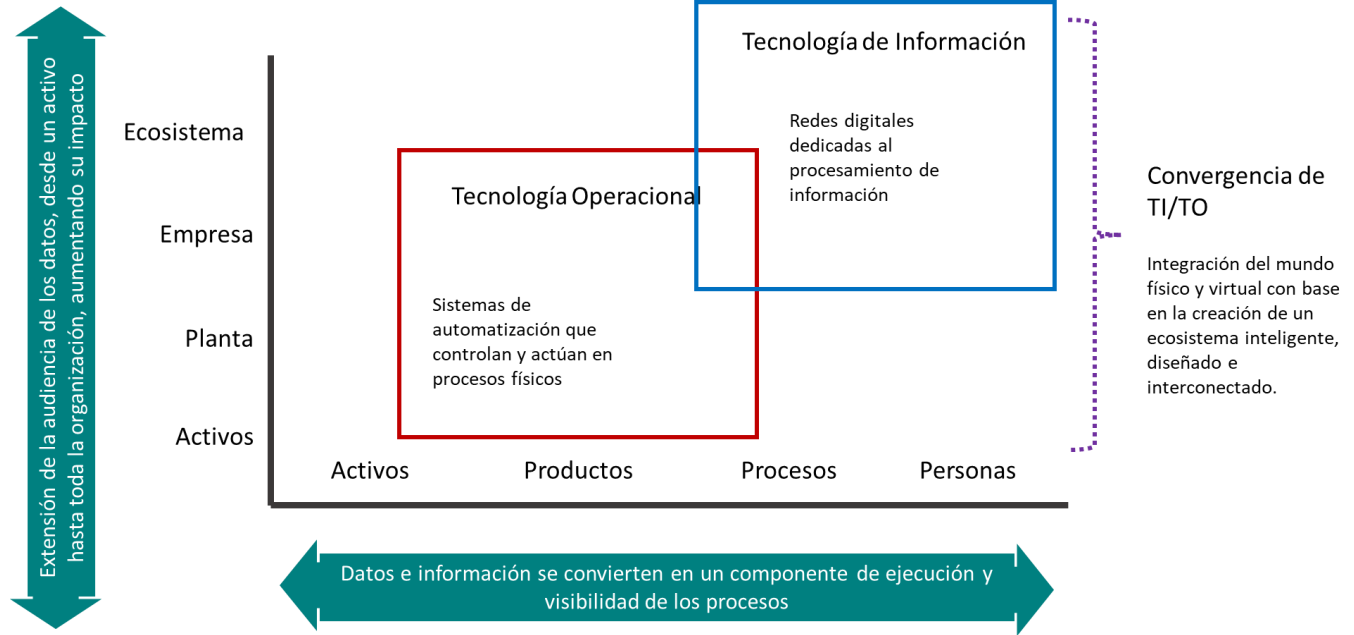 Extensión de la audiencia de los datos, desde un activo
hasta toda la organización, aumentando su impacto
Ecosistema
Empresa
Planta
Activos
Tecnología de Información
Redes digitales
dedicadas al
procesamiento de
información
Tecnología Operacional
Sistemas de
automatización que
controlan y actúan en
procesos físicos
Activos
Productos
Procesos
Personas
Convergencia de
TI/TO
Integración del mundo
físico y virtual con base
en la creación de un
ecosistema inteligente,
diseñado e
interconectado.
Datos e información se convierten en un componente de ejecución y
visibilidad de los procesos